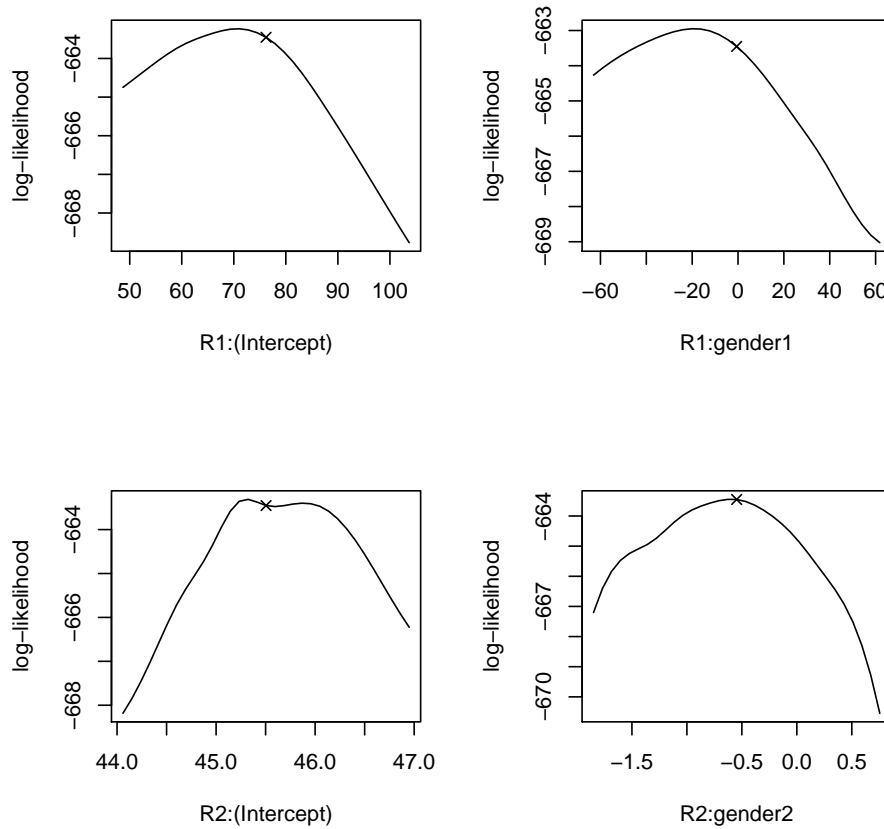 log−likelihood
−664
−666
−668
50 60 70 80 90 100
R1:(Intercept)
log−likelihood
−663
−665
−667
−669
−60 −20 0 20 40 60
R1:gender1
log−likelihood
−664
−666
−668
44.0 45.0 46.0 47.0
R2:(Intercept)
log−likelihood
−664
−667
−670
−1.5 −0.5 0.0 0.5
R2:gender2